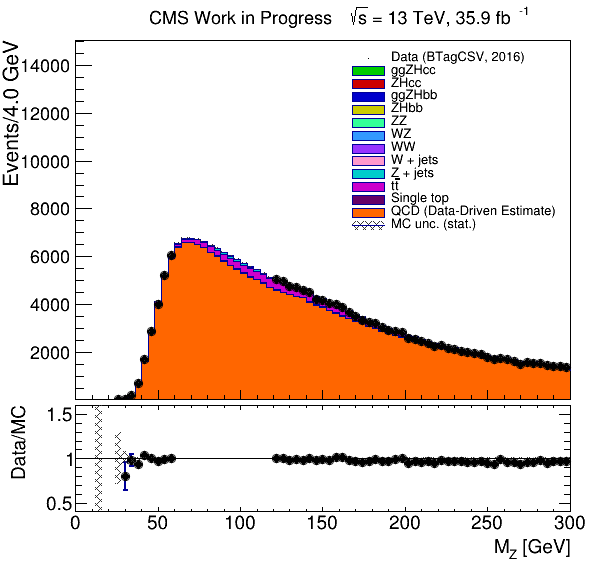 CMS Work in Progress √s = 13 TeV, 35.9 fb⁻¹
Events/4.0 GeV
14000
12000
10000
8000
6000
4000
2000
Data (BTagCSV, 2016)
ggZHcc
ZHcc
ggZHbb
ZHbb
ZZ
WZ
WW
W + jets
Z + jets
tt̅
Single top
QCD (Data-Driven Estimate)
MC unc. (stat.)
Data/MC
1.5
1
0.5
0 50 100 150 200 250 300
M_Z [GeV]